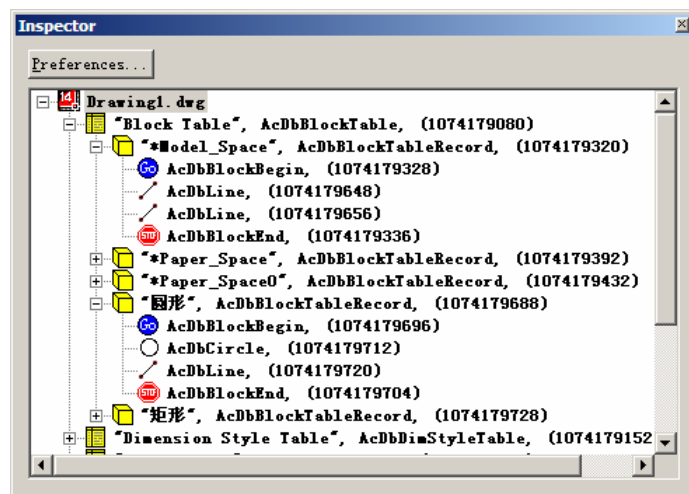 Inspector
Preferences...
Drawing1.dwg
"Block Table", AcDbBlockTable, (1074179080)
"*Model_Space", AcDbBlockTableRecord, (1074179320)
AcDbBlockBegin, (1074179328)
AcDbLine, (1074179648)
AcDbLine, (1074179656)
AcDbBlockEnd, (1074179336)
"*Paper_Space", AcDbBlockTableRecord, (1074179392)
"*Paper_Space0", AcDbBlockTableRecord, (1074179432)
"圆形", AcDbBlockTableRecord, (1074179688)
AcDbBlockBegin, (1074179696)
AcDbCircle, (1074179712)
AcDbLine, (1074179720)
AcDbBlockEnd, (1074179704)
"矩形", AcDbBlockTableRecord, (1074179728)
"Dimension Style Table", AcDbDimStyleTable, (1074179152